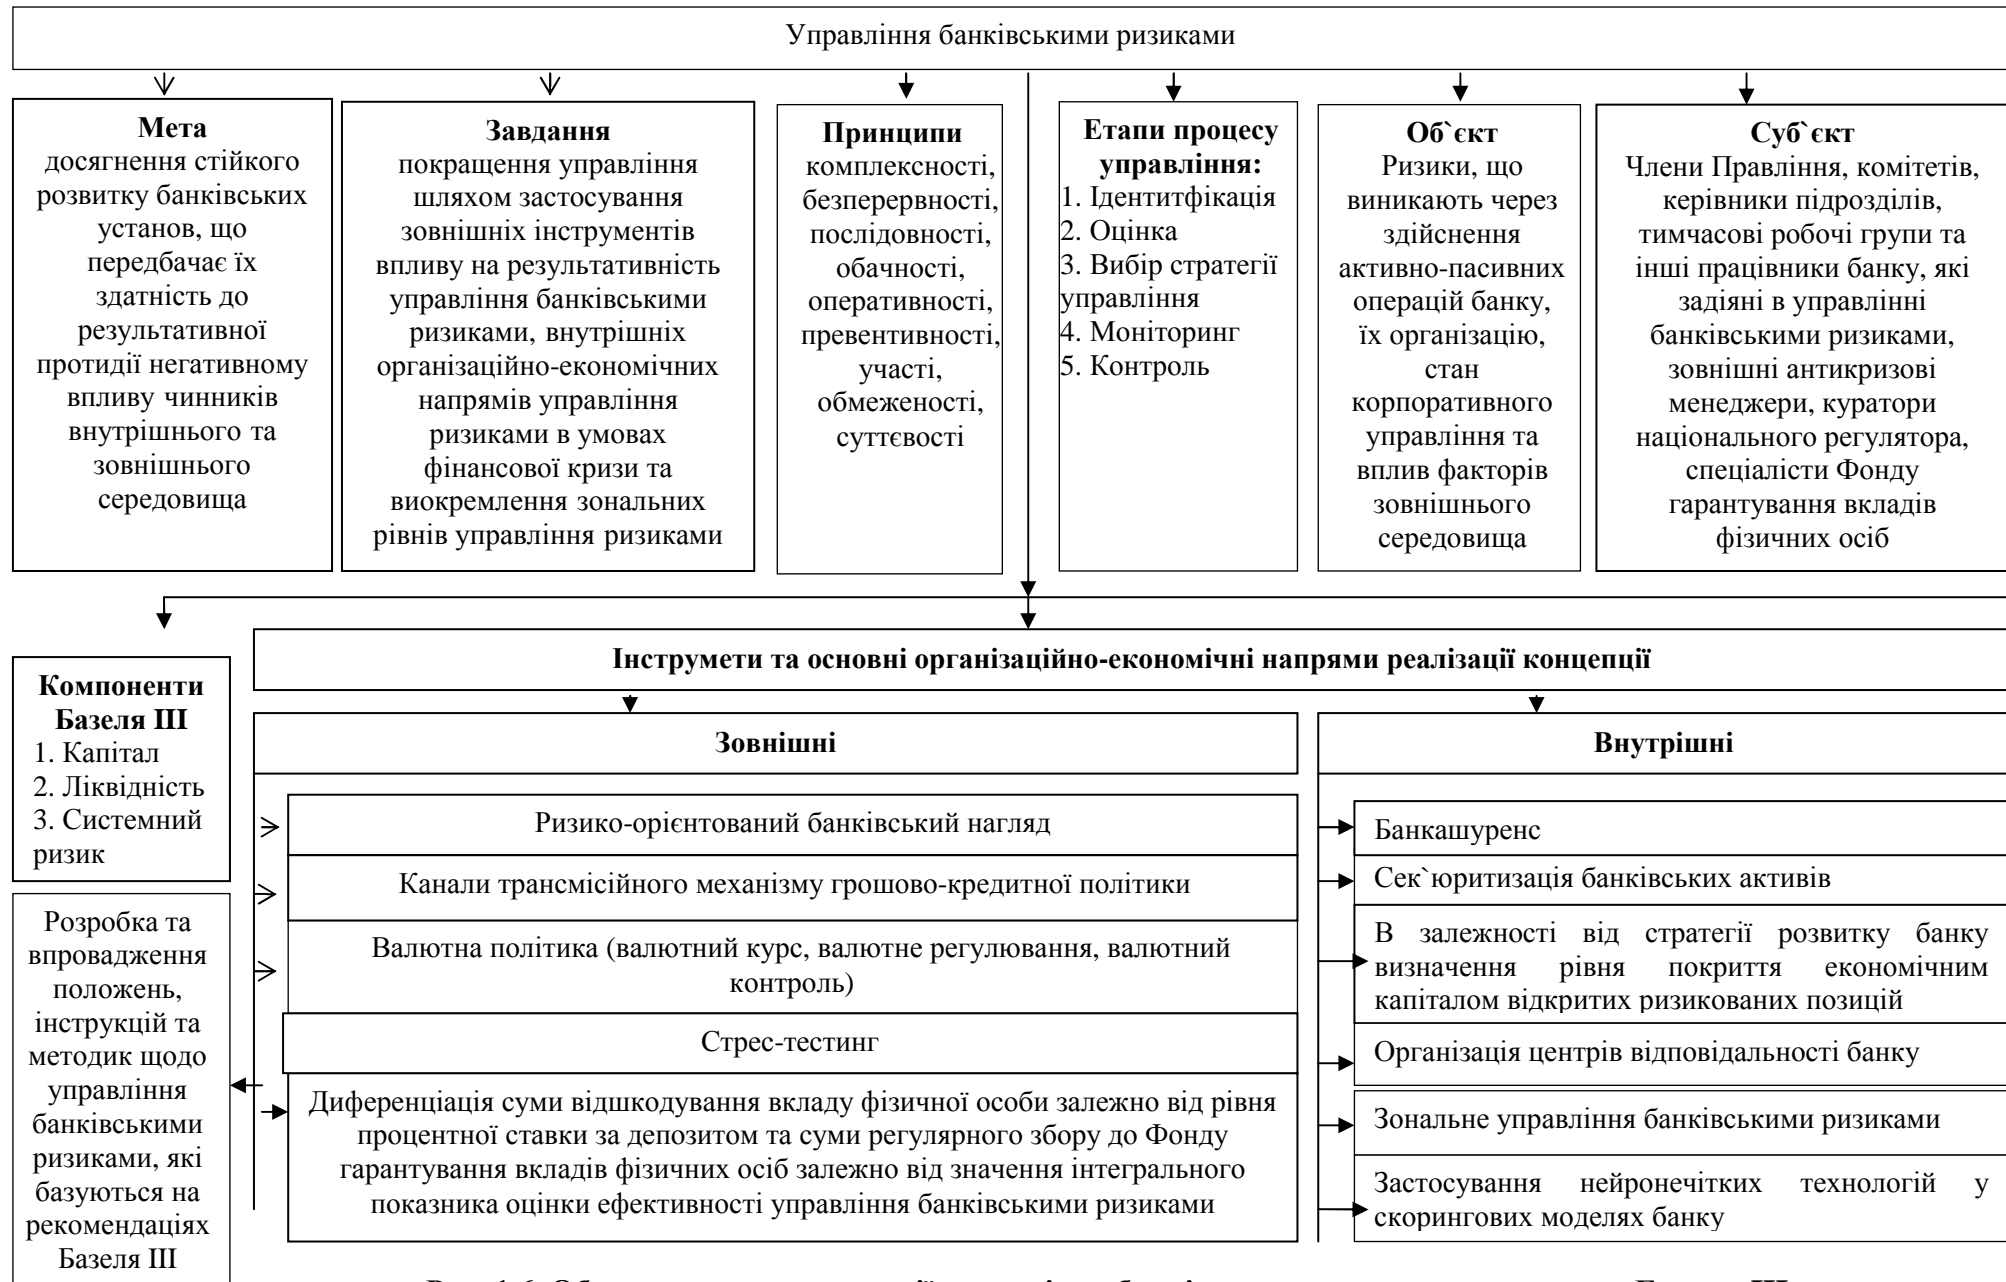 Управління банківськими ризиками
Мета
досягнення стійкого
розвитку банківських
установ, що
передбачає їх
здатність до
результативної
протидії негативному
впливу чинників
внутрішнього та
зовнішнього
середовища
Завдання
покращення управління
шляхом застосування
зовнішніх інструментів
впливу на результативність
управління банківськими
ризиками, внутрішніх
організаційно-економічних
напрямів управління
ризиками в умовах
фінансової кризи та
виокремлення зональних
рівнів управління ризиками
Принципи
комплексності,
безперервності,
послідовності,
обачності,
оперативності,
превентивності,
участі,
обмеженості,
суттєвості
Етапи процесу
управління:
1. Ідентитфікація
2. Оцінка
3. Вибір стратегії
управління
4. Моніторинг
5. Контроль
Об`єкт
Ризики, що
виникають через
здійснення
активно-пасивних
операцій банку,
їх організацію,
стан
корпоративного
управління та
вплив факторів
зовнішнього
середовища
Суб`єкт
Члени Правління, комітетів,
керівники підрозділів,
тимчасові робочі групи та
інші працівники банку, які
задіяні в управлінні
банківськими ризиками,
зовнішні антикризові
менеджери, куратори
національного регулятора,
спеціалісти Фонду
гарантування вкладів
фізичних осіб
Компоненти
Базеля ІІІ
1. Капітал
2. Ліквідність
3. Системний
ризик
Розробка та
впровадження
положень,
інструкцій та
методик щодо
управління
банківськими
ризиками, які
базуються на
рекомендаціях
Базеля ІІІ
Інструмети та основні організаційно-економічні напрями реалізації концепції
Зовнішні
Ризико-орієнтований банківський нагляд
Канали трансмісійного механізму грошово-кредитної політики
Валютна політика (валютний курс, валютне регулювання, валютний
контроль)
Стрес-тестинг
Диференціація суми відшкодування вкладу фізичної особи залежно від рівня
процентної ставки за депозитом та суми регулярного збору до Фонду
гарантування вкладів фізичних осіб залежно від значення інтегрального
показника оцінки ефективності управління банківськими ризиками
Внутрішні
Банкашуренс
Сек`юритизація банківських активів
В залежності від стратегії розвитку банку
визначення рівня покриття економічним
капіталом відкритих ризикованих позицій
Організація центрів відповідальності банку
Зональне управління банківськими ризиками
Застосування нейронечітких технологій у
скорингових моделях банку